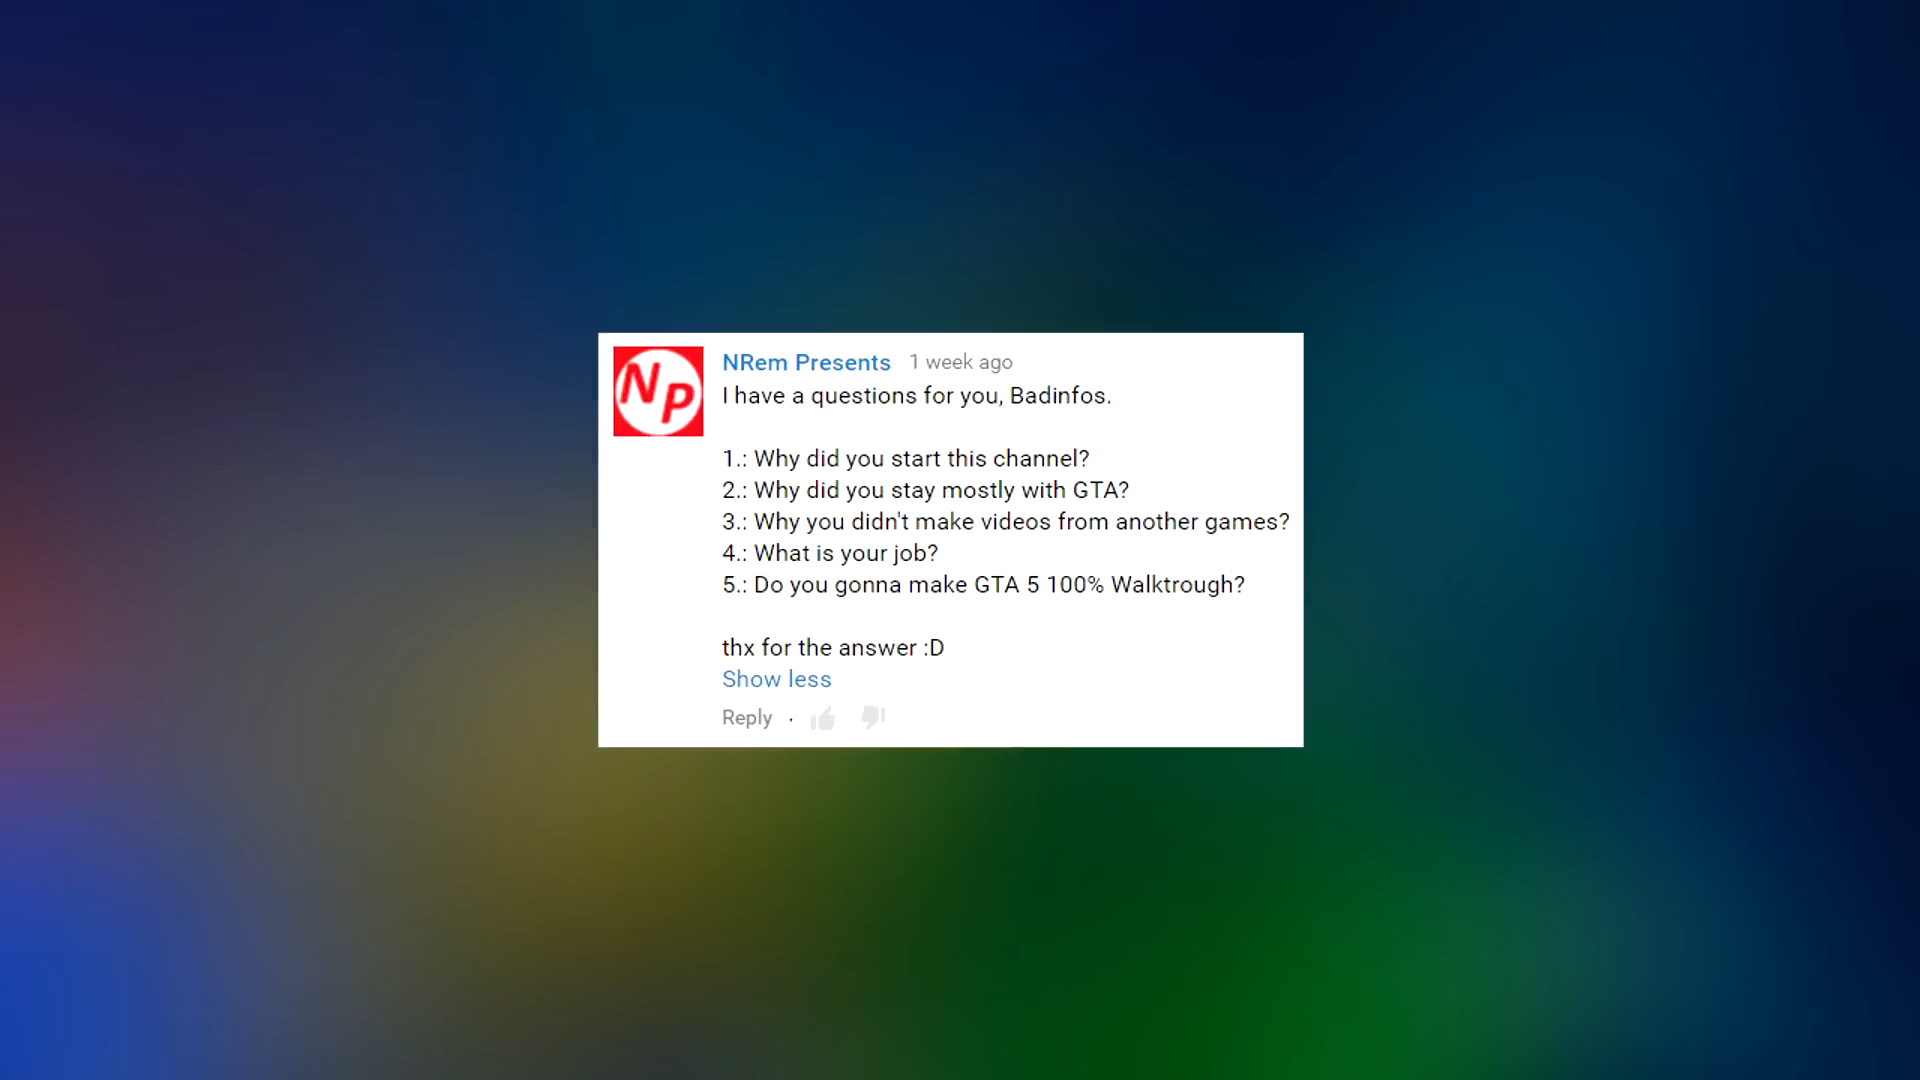 NP
NRem Presents 1 week ago
I have a questions for you, Badinfos.
1.: Why did you start this channel?
2.: Why did you stay mostly with GTA?
3.: Why you didn't make videos from another games?
4.: What is your job?
5.: Do you gonna make GTA 5 100% Walktrough?
thx for the answer :D
Show less
Reply ·